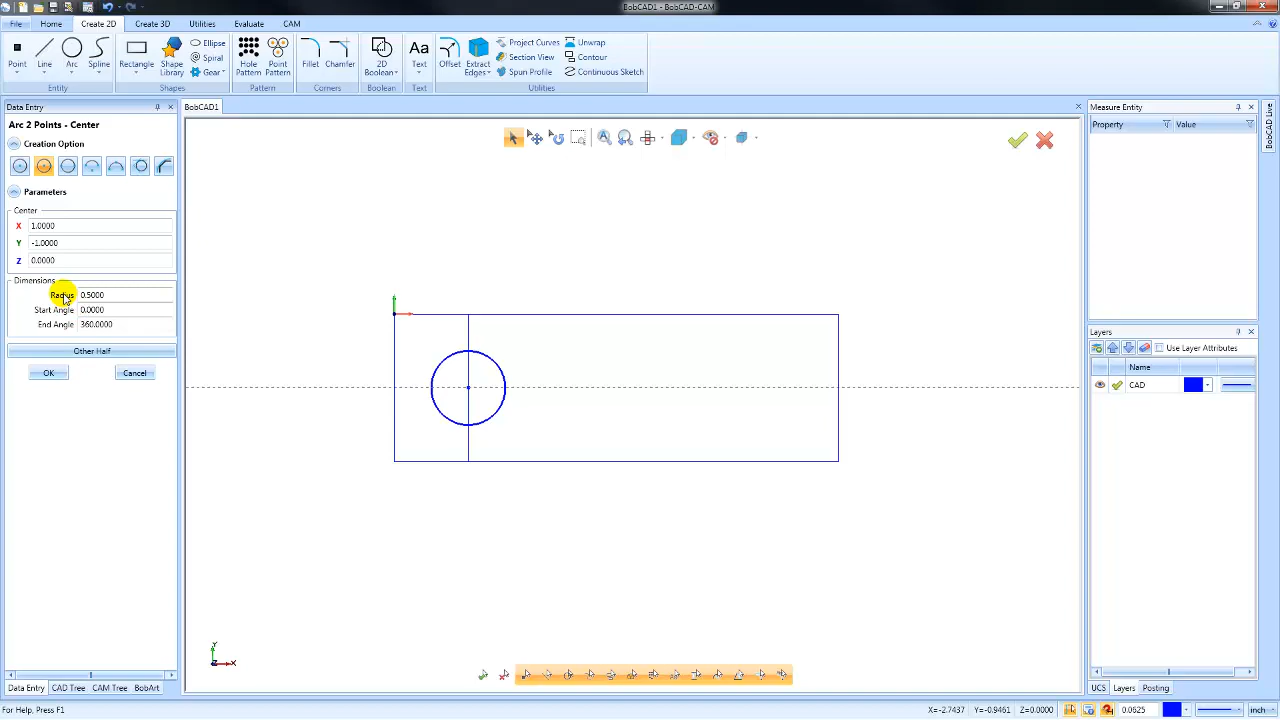 BobCAD1 - BobCAD-CAM
File Home Create 2D Create 3D Utilities Evaluate CAM
Point Line Arc Spline Rectangle Shape Library Ellipse Spiral Gear Hole Pattern Point Pattern Fillet Chamfer 2D Boolean Text Offset Extract Edges Project Curves Section View Spun Profile Unwrap Contour Continuous Sketch
Entity Shapes Pattern Corners Boolean Text Utilities
Data Entry
BobCAD1
Measure Entity
BobCAD Live
Arc 2 Points - Center
Property Value
Creation Option
Parameters
Center
X 1.0000
Y -1.0000
Z 0.0000
Dimensions
Radius 0.5000
Start Angle 0.0000
End Angle 360.0000
Other Half
OK Cancel
Layers
Use Layer Attributes
Name
CAD
Y
Z
X
Data Entry CAD Tree CAM Tree BobArt
UCS Layers Posting
For Help, Press F1
X=-2.7437 Y=-0.9461 Z=0.0000 0.0625 inch